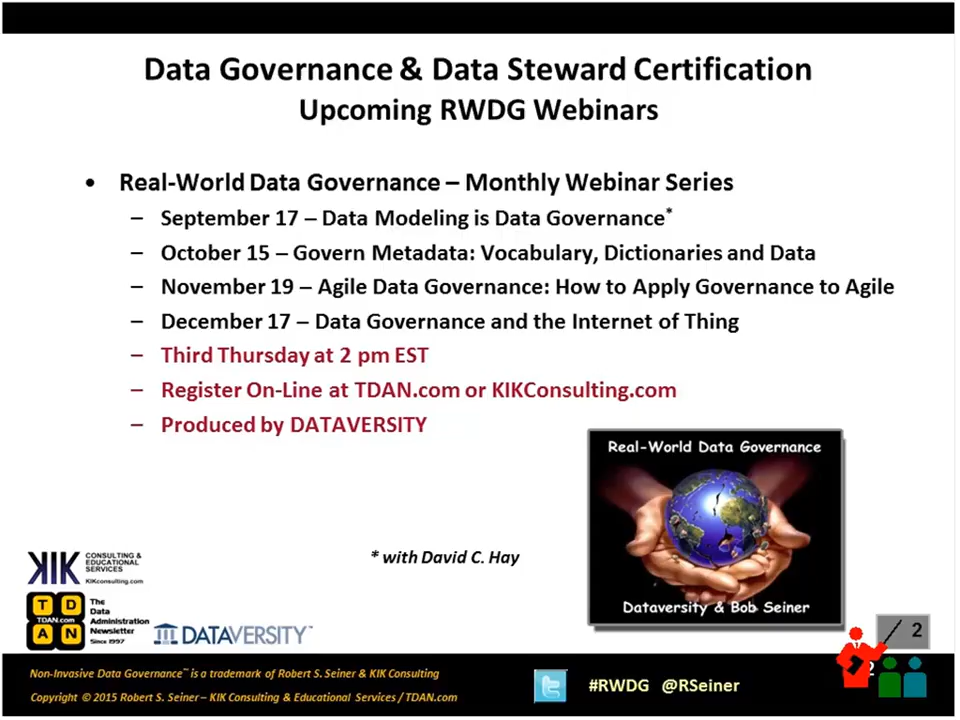 Data Governance & Data Steward Certification
Upcoming RWDG Webinars
• Real-World Data Governance – Monthly Webinar Series
– September 17 – Data Modeling is Data Governance*
– October 15 – Govern Metadata: Vocabulary, Dictionaries and Data
– November 19 – Agile Data Governance: How to Apply Governance to Agile
– December 17 – Data Governance and the Internet of Thing
– Third Thursday at 2 pm EST
– Register On-Line at TDAN.com or KIKConsulting.com
– Produced by DATAVERSITY
Real-World Data Governance
Dataversity & Bob Seiner
* with David C. Hay
KIK
CONSULTING &
EDUCATIONAL
SERVICES
KIKconsulting.com
T D
TDAN.com
A N
The
Data
Administration
Newsletter
Since 1997
DATAVERSITY™
2
2
Non-Invasive Data Governance™ is a trademark of Robert S. Seiner & KIK Consulting
Copyright © 2015 Robert S. Seiner – KIK Consulting & Educational Services / TDAN.com
#RWDG @RSeiner